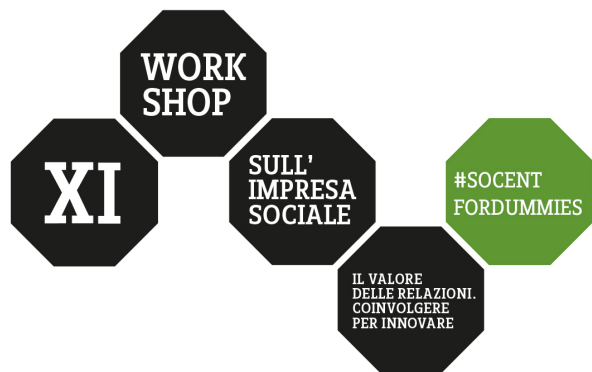 XI
WORK
SHOP
SULL'
IMPRESA
SOCIALE
IL VALORE
DELLE RELAZIONI.
COINVOLGERE
PER INNOVARE
#SOCENT
FORDUMMIES